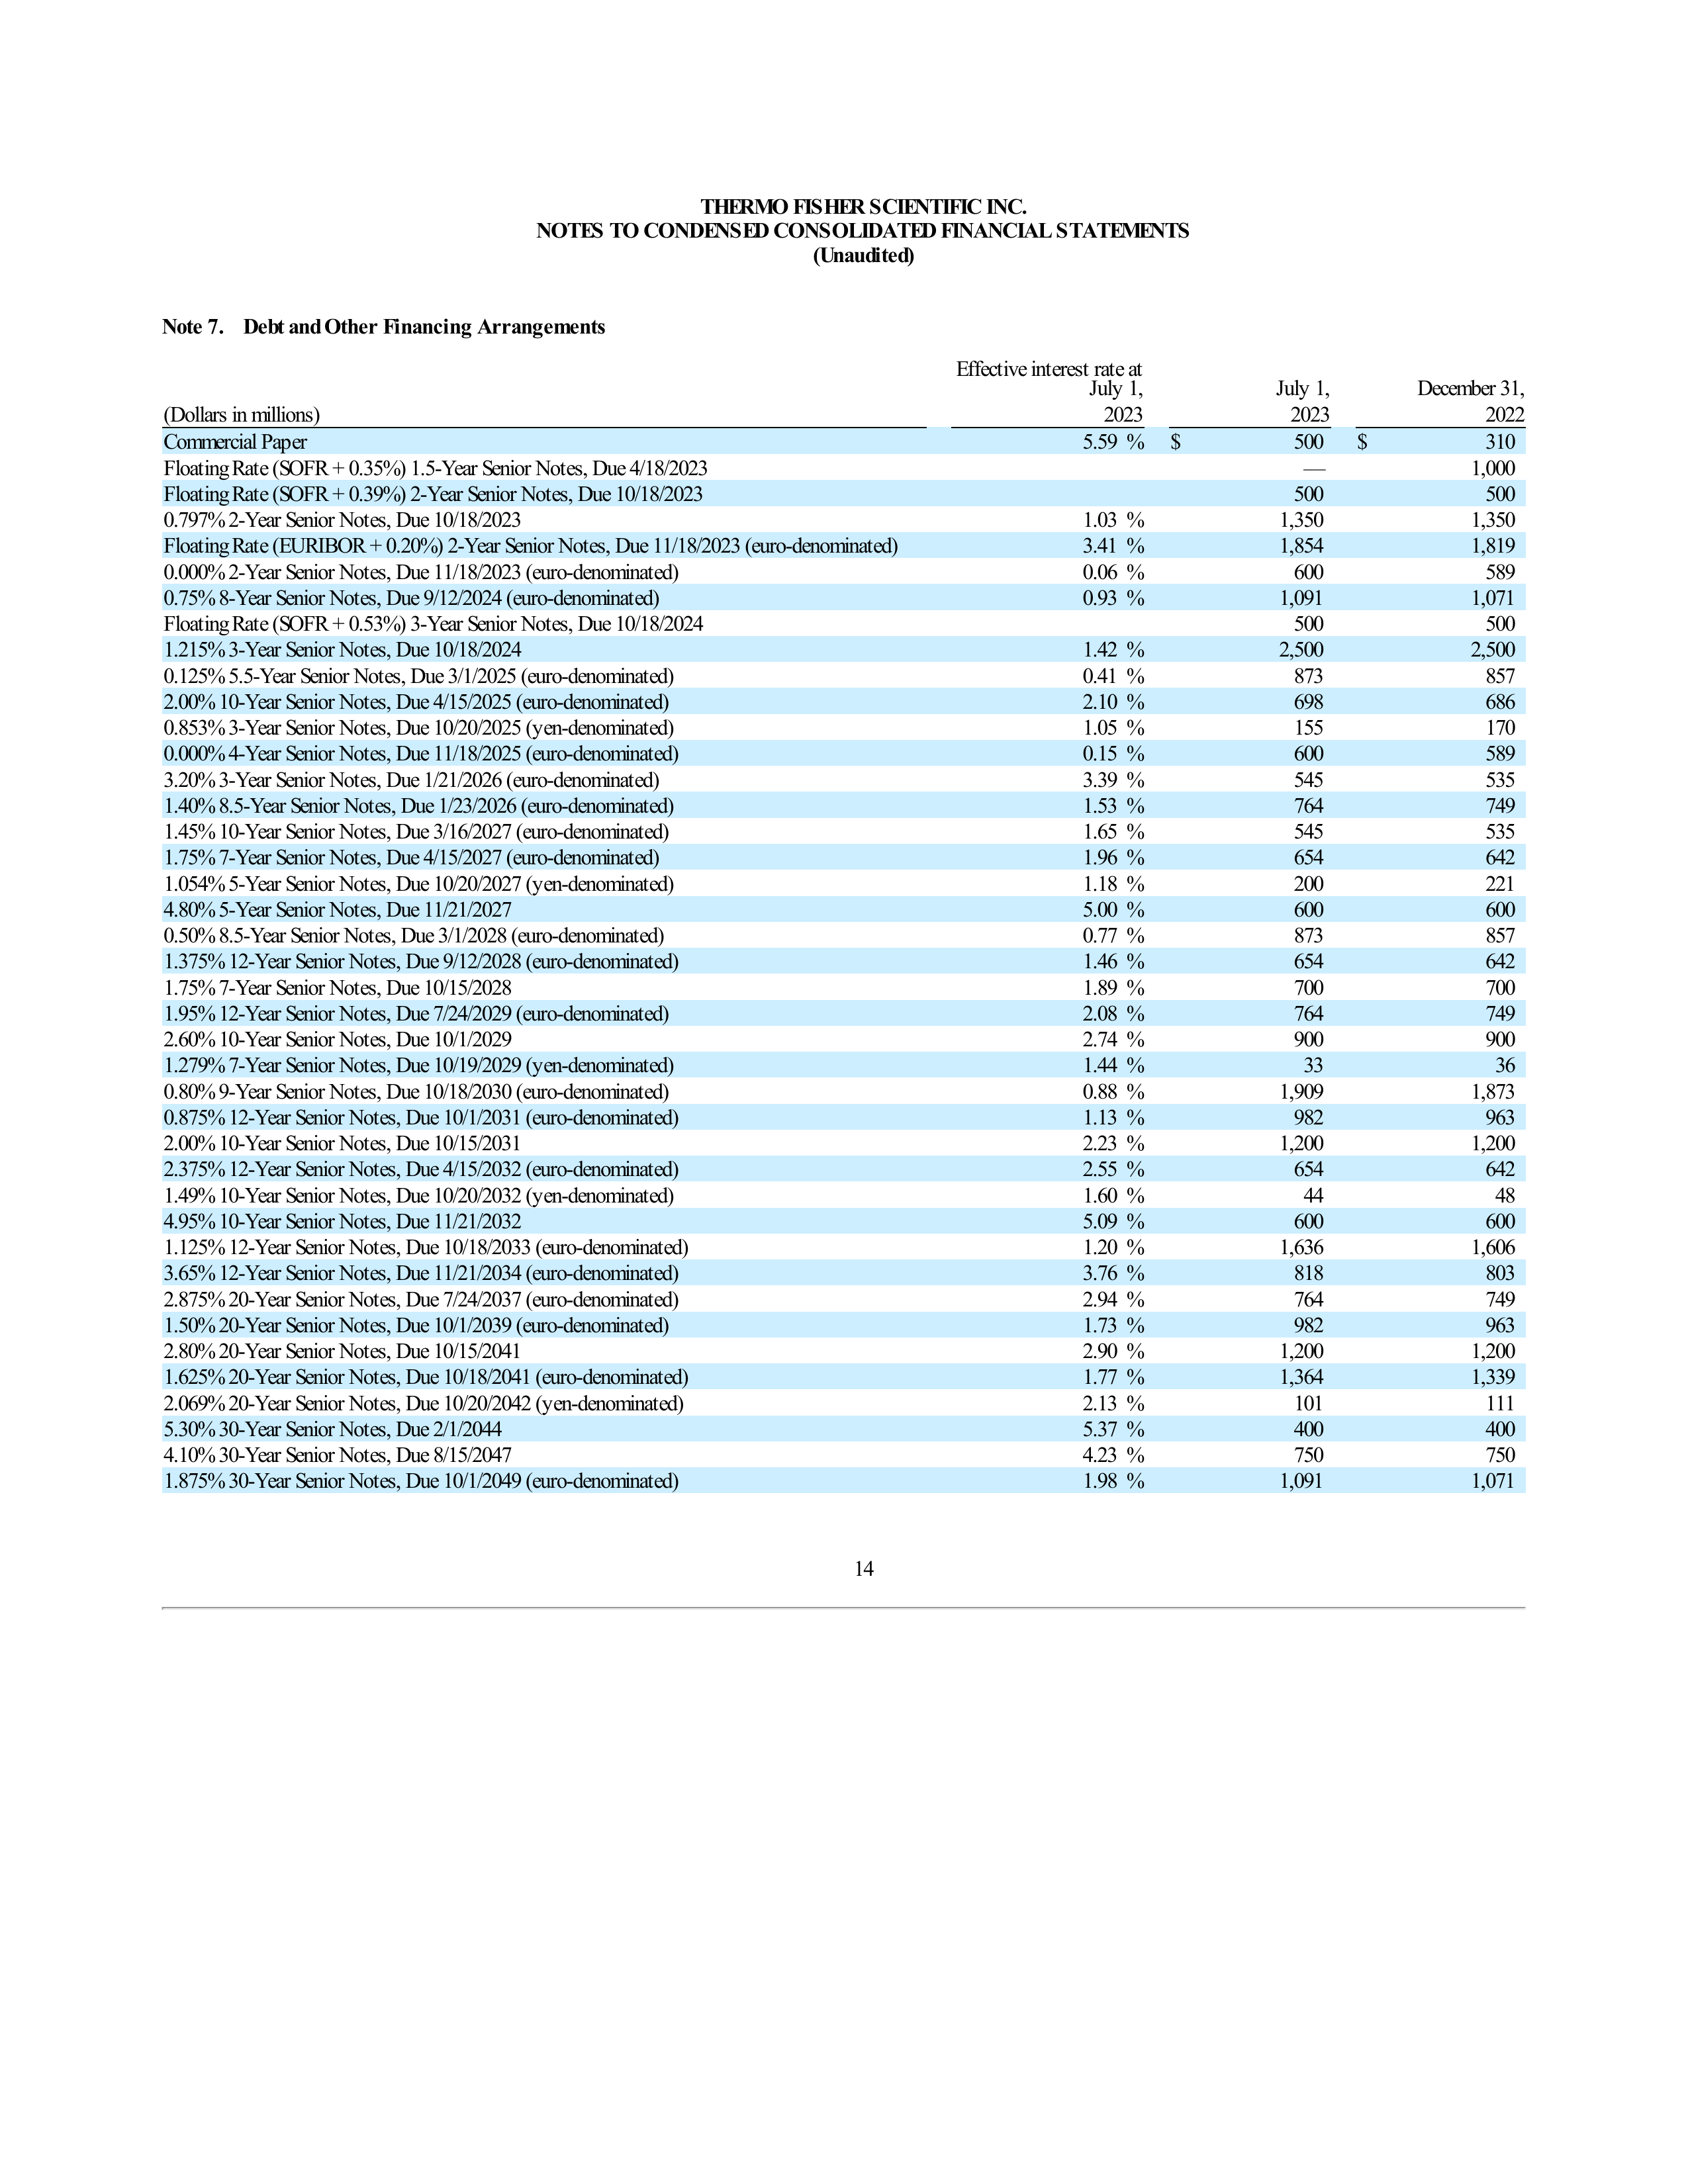 THERMO FISHER SCIENTIFIC INC.
NOTES TO CONDENSED CONSOLIDATED FINANCIAL STATEMENTS
(Unaudited)
Note 7. Debt and Other Financing Arrangements
Effective interest rate at
July 1, July 1, December 31,
(Dollars in millions) 2023 2023 2022
Commercial Paper 5.59 % $ 500 $ 310
Floating Rate (SOFR + 0.35%) 1.5-Year Senior Notes, Due 4/18/2023 — 1,000
Floating Rate (SOFR + 0.39%) 2-Year Senior Notes, Due 10/18/2023 500 500
0.797% 2-Year Senior Notes, Due 10/18/2023 1.03 % 1,350 1,350
Floating Rate (EURIBOR + 0.20%) 2-Year Senior Notes, Due 11/18/2023 (euro-denominated) 3.41 % 1,854 1,819
0.000% 2-Year Senior Notes, Due 11/18/2023 (euro-denominated) 0.06 % 600 589
0.75% 8-Year Senior Notes, Due 9/12/2024 (euro-denominated) 0.93 % 1,091 1,071
Floating Rate (SOFR + 0.53%) 3-Year Senior Notes, Due 10/18/2024 500 500
1.215% 3-Year Senior Notes, Due 10/18/2024 1.42 % 2,500 2,500
0.125% 5.5-Year Senior Notes, Due 3/1/2025 (euro-denominated) 0.41 % 873 857
2.00% 10-Year Senior Notes, Due 4/15/2025 (euro-denominated) 2.10 % 698 686
0.853% 3-Year Senior Notes, Due 10/20/2025 (yen-denominated) 1.05 % 155 170
0.000% 4-Year Senior Notes, Due 11/18/2025 (euro-denominated) 0.15 % 600 589
3.20% 3-Year Senior Notes, Due 1/21/2026 (euro-denominated) 3.39 % 545 535
1.40% 8.5-Year Senior Notes, Due 1/23/2026 (euro-denominated) 1.53 % 764 749
1.45% 10-Year Senior Notes, Due 3/16/2027 (euro-denominated) 1.65 % 545 535
1.75% 7-Year Senior Notes, Due 4/15/2027 (euro-denominated) 1.96 % 654 642
1.054% 5-Year Senior Notes, Due 10/20/2027 (yen-denominated) 1.18 % 200 221
4.80% 5-Year Senior Notes, Due 11/21/2027 5.00 % 600 600
0.50% 8.5-Year Senior Notes, Due 3/1/2028 (euro-denominated) 0.77 % 873 857
1.375% 12-Year Senior Notes, Due 9/12/2028 (euro-denominated) 1.46 % 654 642
1.75% 7-Year Senior Notes, Due 10/15/2028 1.89 % 700 700
1.95% 12-Year Senior Notes, Due 7/24/2029 (euro-denominated) 2.08 % 764 749
2.60% 10-Year Senior Notes, Due 10/1/2029 2.74 % 900 900
1.279% 7-Year Senior Notes, Due 10/19/2029 (yen-denominated) 1.44 % 33 36
0.80% 9-Year Senior Notes, Due 10/18/2030 (euro-denominated) 0.88 % 1,909 1,873
0.875% 12-Year Senior Notes, Due 10/1/2031 (euro-denominated) 1.13 % 982 963
2.00% 10-Year Senior Notes, Due 10/15/2031 2.23 % 1,200 1,200
2.375% 12-Year Senior Notes, Due 4/15/2032 (euro-denominated) 2.55 % 654 642
1.49% 10-Year Senior Notes, Due 10/20/2032 (yen-denominated) 1.60 % 44 48
4.95% 10-Year Senior Notes, Due 11/21/2032 5.09 % 600 600
1.125% 12-Year Senior Notes, Due 10/18/2033 (euro-denominated) 1.20 % 1,636 1,606
3.65% 12-Year Senior Notes, Due 11/21/2034 (euro-denominated) 3.76 % 818 803
2.875% 20-Year Senior Notes, Due 7/24/2037 (euro-denominated) 2.94 % 764 749
1.50% 20-Year Senior Notes, Due 10/1/2039 (euro-denominated) 1.73 % 982 963
2.80% 20-Year Senior Notes, Due 10/15/2041 2.90 % 1,200 1,200
1.625% 20-Year Senior Notes, Due 10/18/2041 (euro-denominated) 1.77 % 1,364 1,339
2.069% 20-Year Senior Notes, Due 10/20/2042 (yen-denominated) 2.13 % 101 111
5.30% 30-Year Senior Notes, Due 2/1/2044 5.37 % 400 400
4.10% 30-Year Senior Notes, Due 8/15/2047 4.23 % 750 750
1.875% 30-Year Senior Notes, Due 10/1/2049 (euro-denominated) 1.98 % 1,091 1,071
14